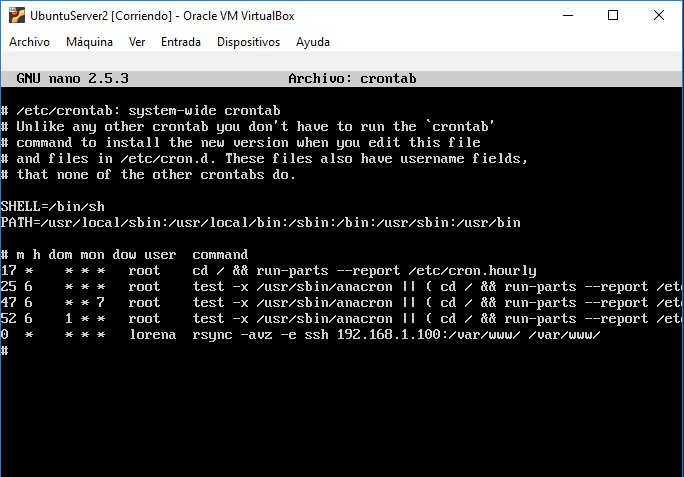 UbuntuServer2 [Corriendo] - Oracle VM VirtualBox
Archivo Máquina Ver Entrada Dispositivos Ayuda
GNU nano 2.5.3 Archivo: crontab
# /etc/crontab: system-wide crontab
# Unlike any other crontab you don't have to run the `crontab'
# command to install the new version when you edit this file
# and files in /etc/cron.d. These files also have username fields,
# that none of the other crontabs do.
SHELL=/bin/sh
PATH=/usr/local/sbin:/usr/local/bin:/sbin:/bin:/usr/sbin:/usr/bin
# m h dom mon dow user command
17 * * * * root cd / && run-parts --report /etc/cron.hourly
25 6 * * * root test -x /usr/sbin/anacron || ( cd / && run-parts --report /etc
47 6 * * 7 root test -x /usr/sbin/anacron || ( cd / && run-parts --report /etc
52 6 1 * * root test -x /usr/sbin/anacron || ( cd / && run-parts --report /etc
0 * * * * lorena rsync -avz -e ssh 192.168.1.100:/var/www/ /var/www/
#